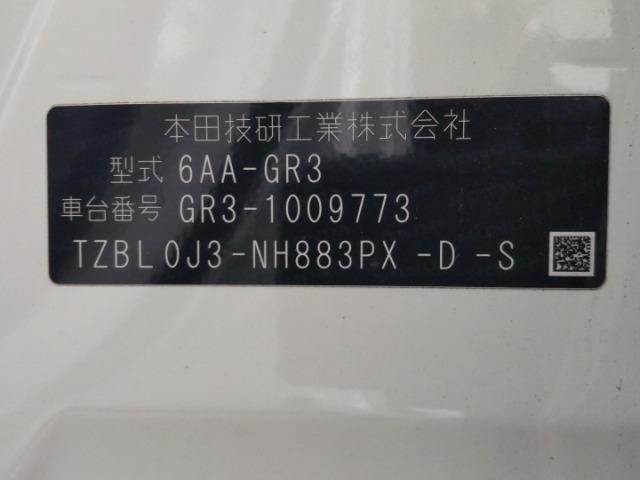 本田技研工業株式会社
型式 6AA-GR3
車台番号 GR3-1009773
TZBL0J3-NH883PX -D -S